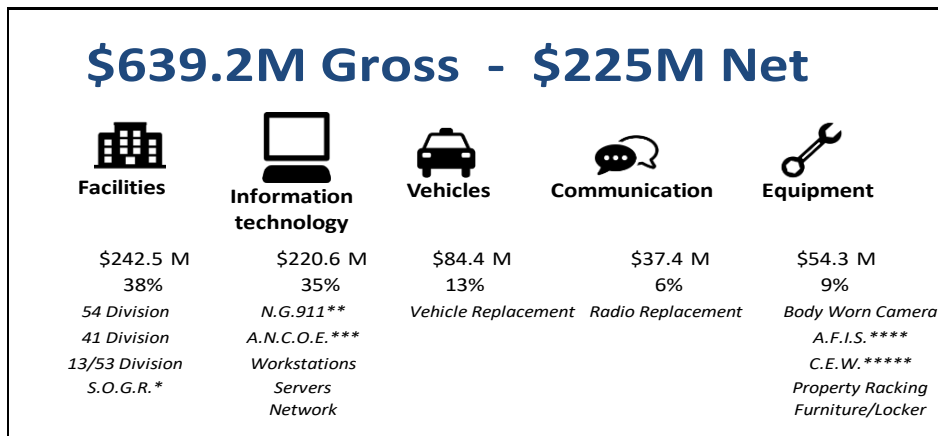 $639.2M Gross - $225M Net
Facilities
Information
technology
Vehicles
Communication
Equipment
$242.5 M
$220.6 M
$84.4 M
$37.4 M
$54.3 M
38%
35%
13%
6%
9%
54 Division
N.G.911**
Vehicle Replacement
Radio Replacement
Body Worn Camera
41 Division
A.N.C.O.E.***
A.F.I.S.****
13/53 Division
Workstations
C.E.W.*****
S.O.G.R.*
Servers
Property Racking
Network
Furniture/Locker